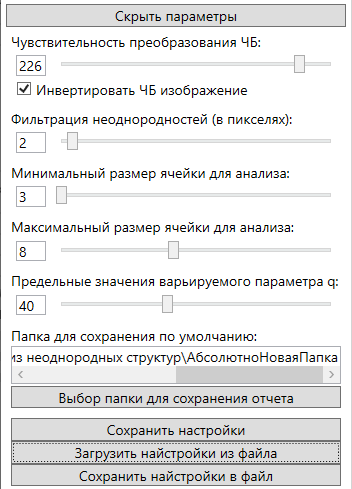 Скрыть параметры
Чувствительность преобразования ЧБ:
226
Инвертировать ЧБ изображение
Фильтрация неоднородностей (в пикселях):
2
Минимальный размер ячейки для анализа:
3
Максимальный размер ячейки для анализа:
8
Предельные значения варьируемого параметра q:
40
Папка для сохранения по умолчанию:
из неоднородных структур\АбсолютноНоваяПапка
Выбор папки для сохранения отчета
Сохранить настройки
Загрузить найстройки из файла
Сохранить найстройки в файл